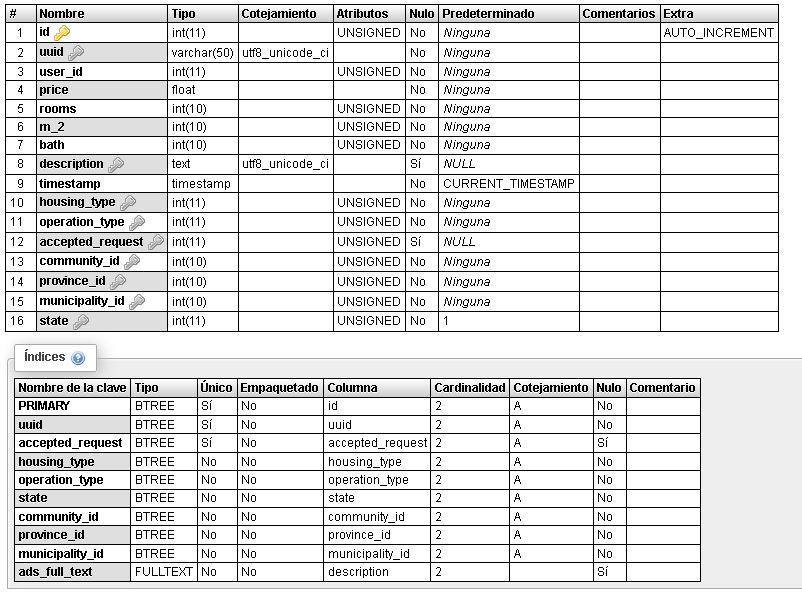 # Nombre Tipo Cotejamiento Atributos Nulo Predeterminado Comentarios Extra
1 id int(11) UNSIGNED No Ninguna AUTO_INCREMENT
2 uuid varchar(50) utf8_unicode_ci No Ninguna
3 user_id int(11) UNSIGNED No Ninguna
4 price float No Ninguna
5 rooms int(10) UNSIGNED No Ninguna
6 m_2 int(10) UNSIGNED No Ninguna
7 bath int(10) UNSIGNED No Ninguna
8 description text utf8_unicode_ci Sí NULL
9 timestamp timestamp No CURRENT_TIMESTAMP
10 housing_type int(11) UNSIGNED No Ninguna
11 operation_type int(11) UNSIGNED No Ninguna
12 accepted_request int(11) UNSIGNED Sí NULL
13 community_id int(10) UNSIGNED No Ninguna
14 province_id int(10) UNSIGNED No Ninguna
15 municipality_id int(10) UNSIGNED No Ninguna
16 state int(11) UNSIGNED No 1
Índices ?
Nombre de la clave Tipo Único Empaquetado Columna Cardinalidad Cotejamiento Nulo Comentario
PRIMARY BTREE Sí No id 2 A No
uuid BTREE Sí No uuid 2 A No
accepted_request BTREE Sí No accepted_request 2 A Sí
housing_type BTREE No No housing_type 2 A No
operation_type BTREE No No operation_type 2 A No
state BTREE No No state 2 A No
community_id BTREE No No community_id 2 A No
province_id BTREE No No province_id 2 A No
municipality_id BTREE No No municipality_id 2 A No
ads_full_text FULLTEXT No No description 2 Sí